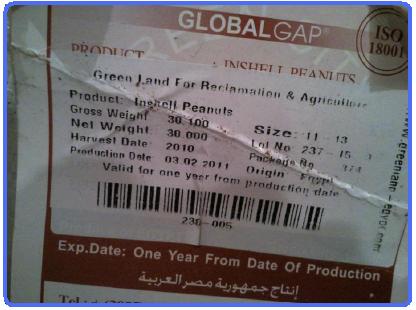 GLOBALGAP®
ISO
18001
PRODUCT INSHELL PEANUTS
Green Land For Reclamation & Agriculture
Product: Inshell Peanuts
Gross Weight 30.100 Size: 11 13
Net Weight 30.000 Lot No 237-15
Harvest Date: 2010 Package No 374
Production Date 03.02 2011 Origin Egypt
Valid for one year from production date
238-005
Exp.Date: One Year From Date Of Production
إنتاج جمهورية مصر العربية